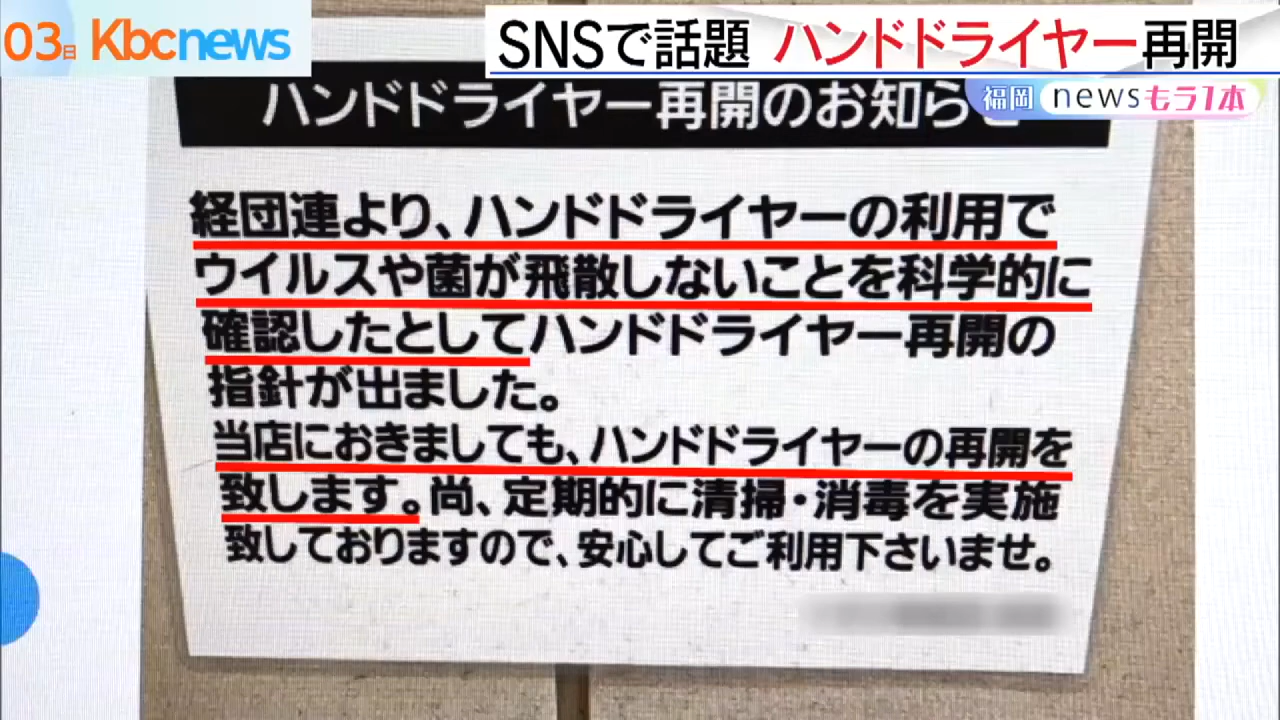 03日 Kbcnews
SNSで話題 ハンドドライヤー再開
福岡 newsもう1本
ハンドドライヤー再開のお知らせ
経団連より、ハンドドライヤーの利用で
ウイルスや菌が飛散しないことを科学的に
確認したとしてハンドドライヤー再開の
指針が出ました。
当店におきましても、ハンドドライヤーの再開を
致します。尚、定期的に清掃・消毒を実施
致しておりますので、安心してご利用下さいませ。